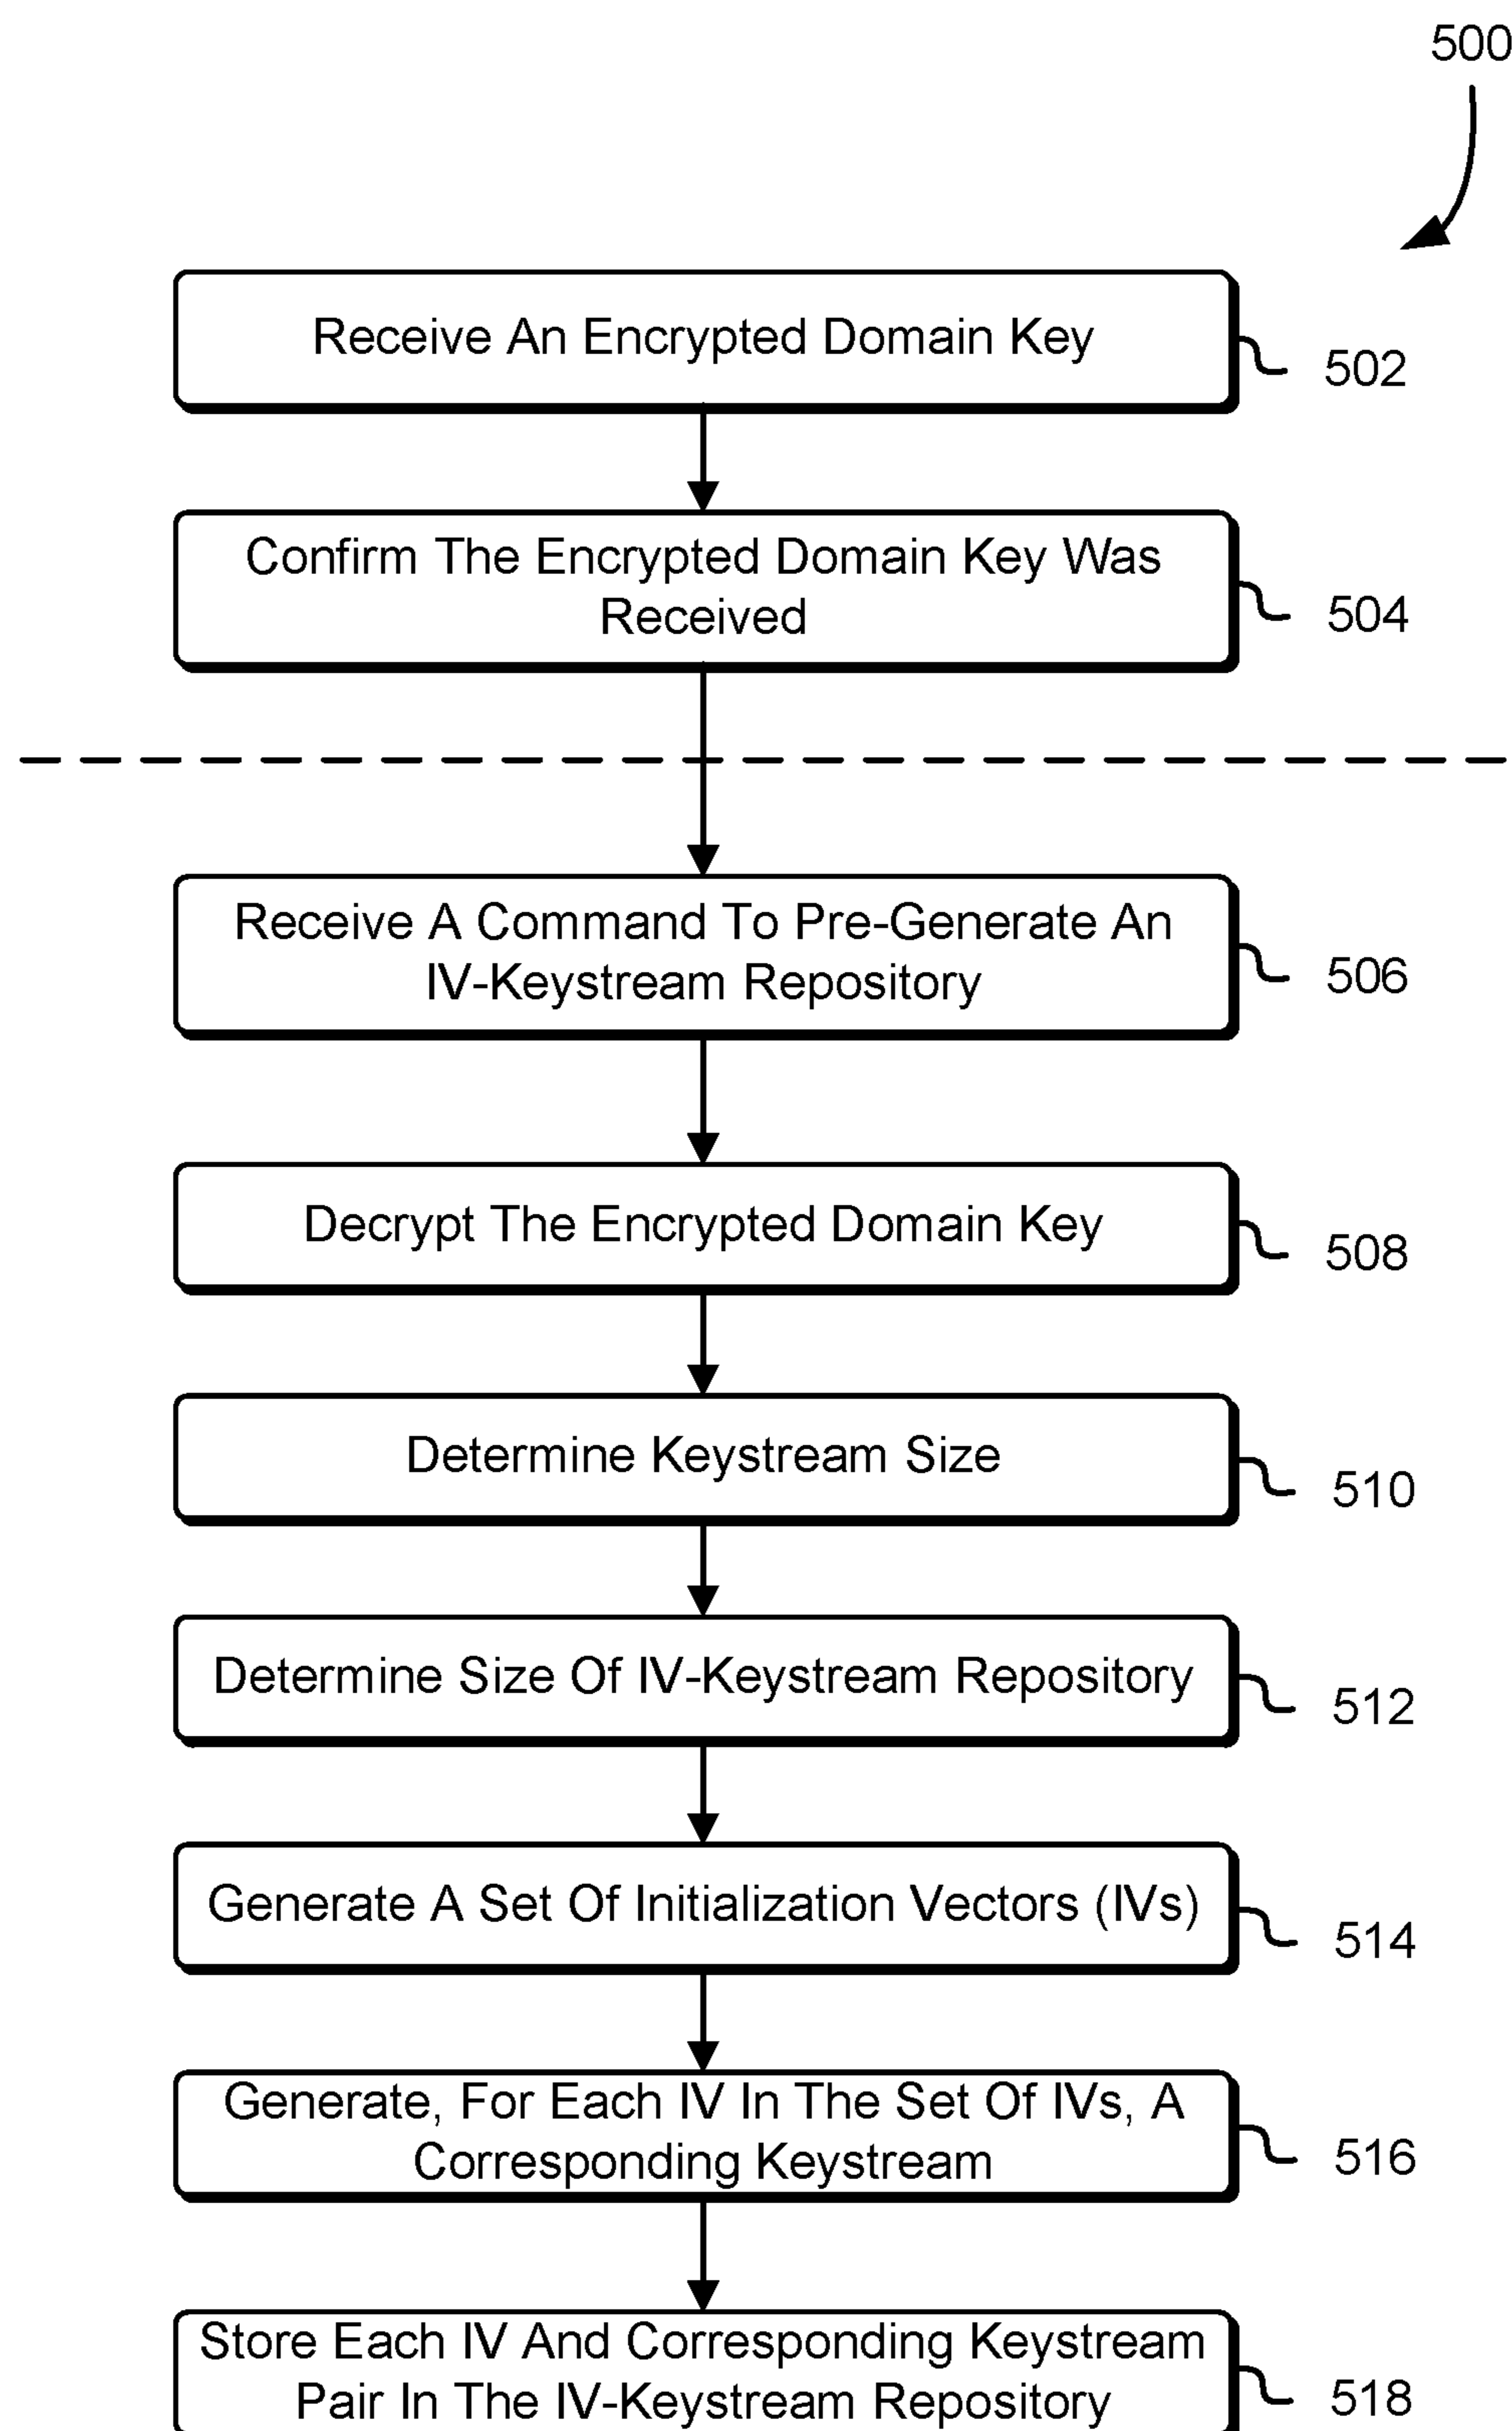 500
Receive An Encrypted Domain Key
502
Confirm The Encrypted Domain Key Was
Received
504
Receive A Command To Pre-Generate An
IV-Keystream Repository
506
Decrypt The Encrypted Domain Key
508
Determine Keystream Size
510
Determine Size Of IV-Keystream Repository
512
Generate A Set Of Initialization Vectors (IVs)
514
Generate, For Each IV In The Set Of IVs, A
Corresponding Keystream
516
Store Each IV And Corresponding Keystream
Pair In The IV-Keystream Repository
518